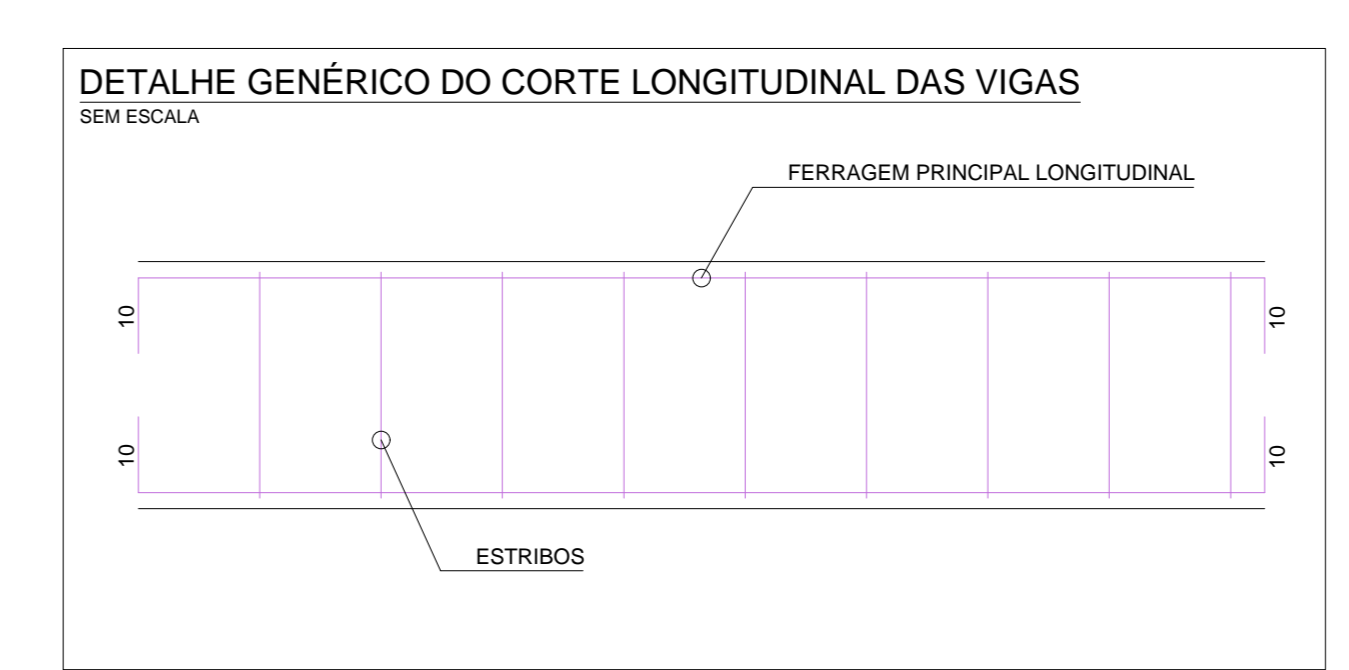 DETALHE GENÉRICO DO CORTE LONGITUDINAL DAS VIGAS
SEM ESCALA
FERRAGEM PRINCIPAL LONGITUDINAL
10
10
10
10
ESTRIBOS